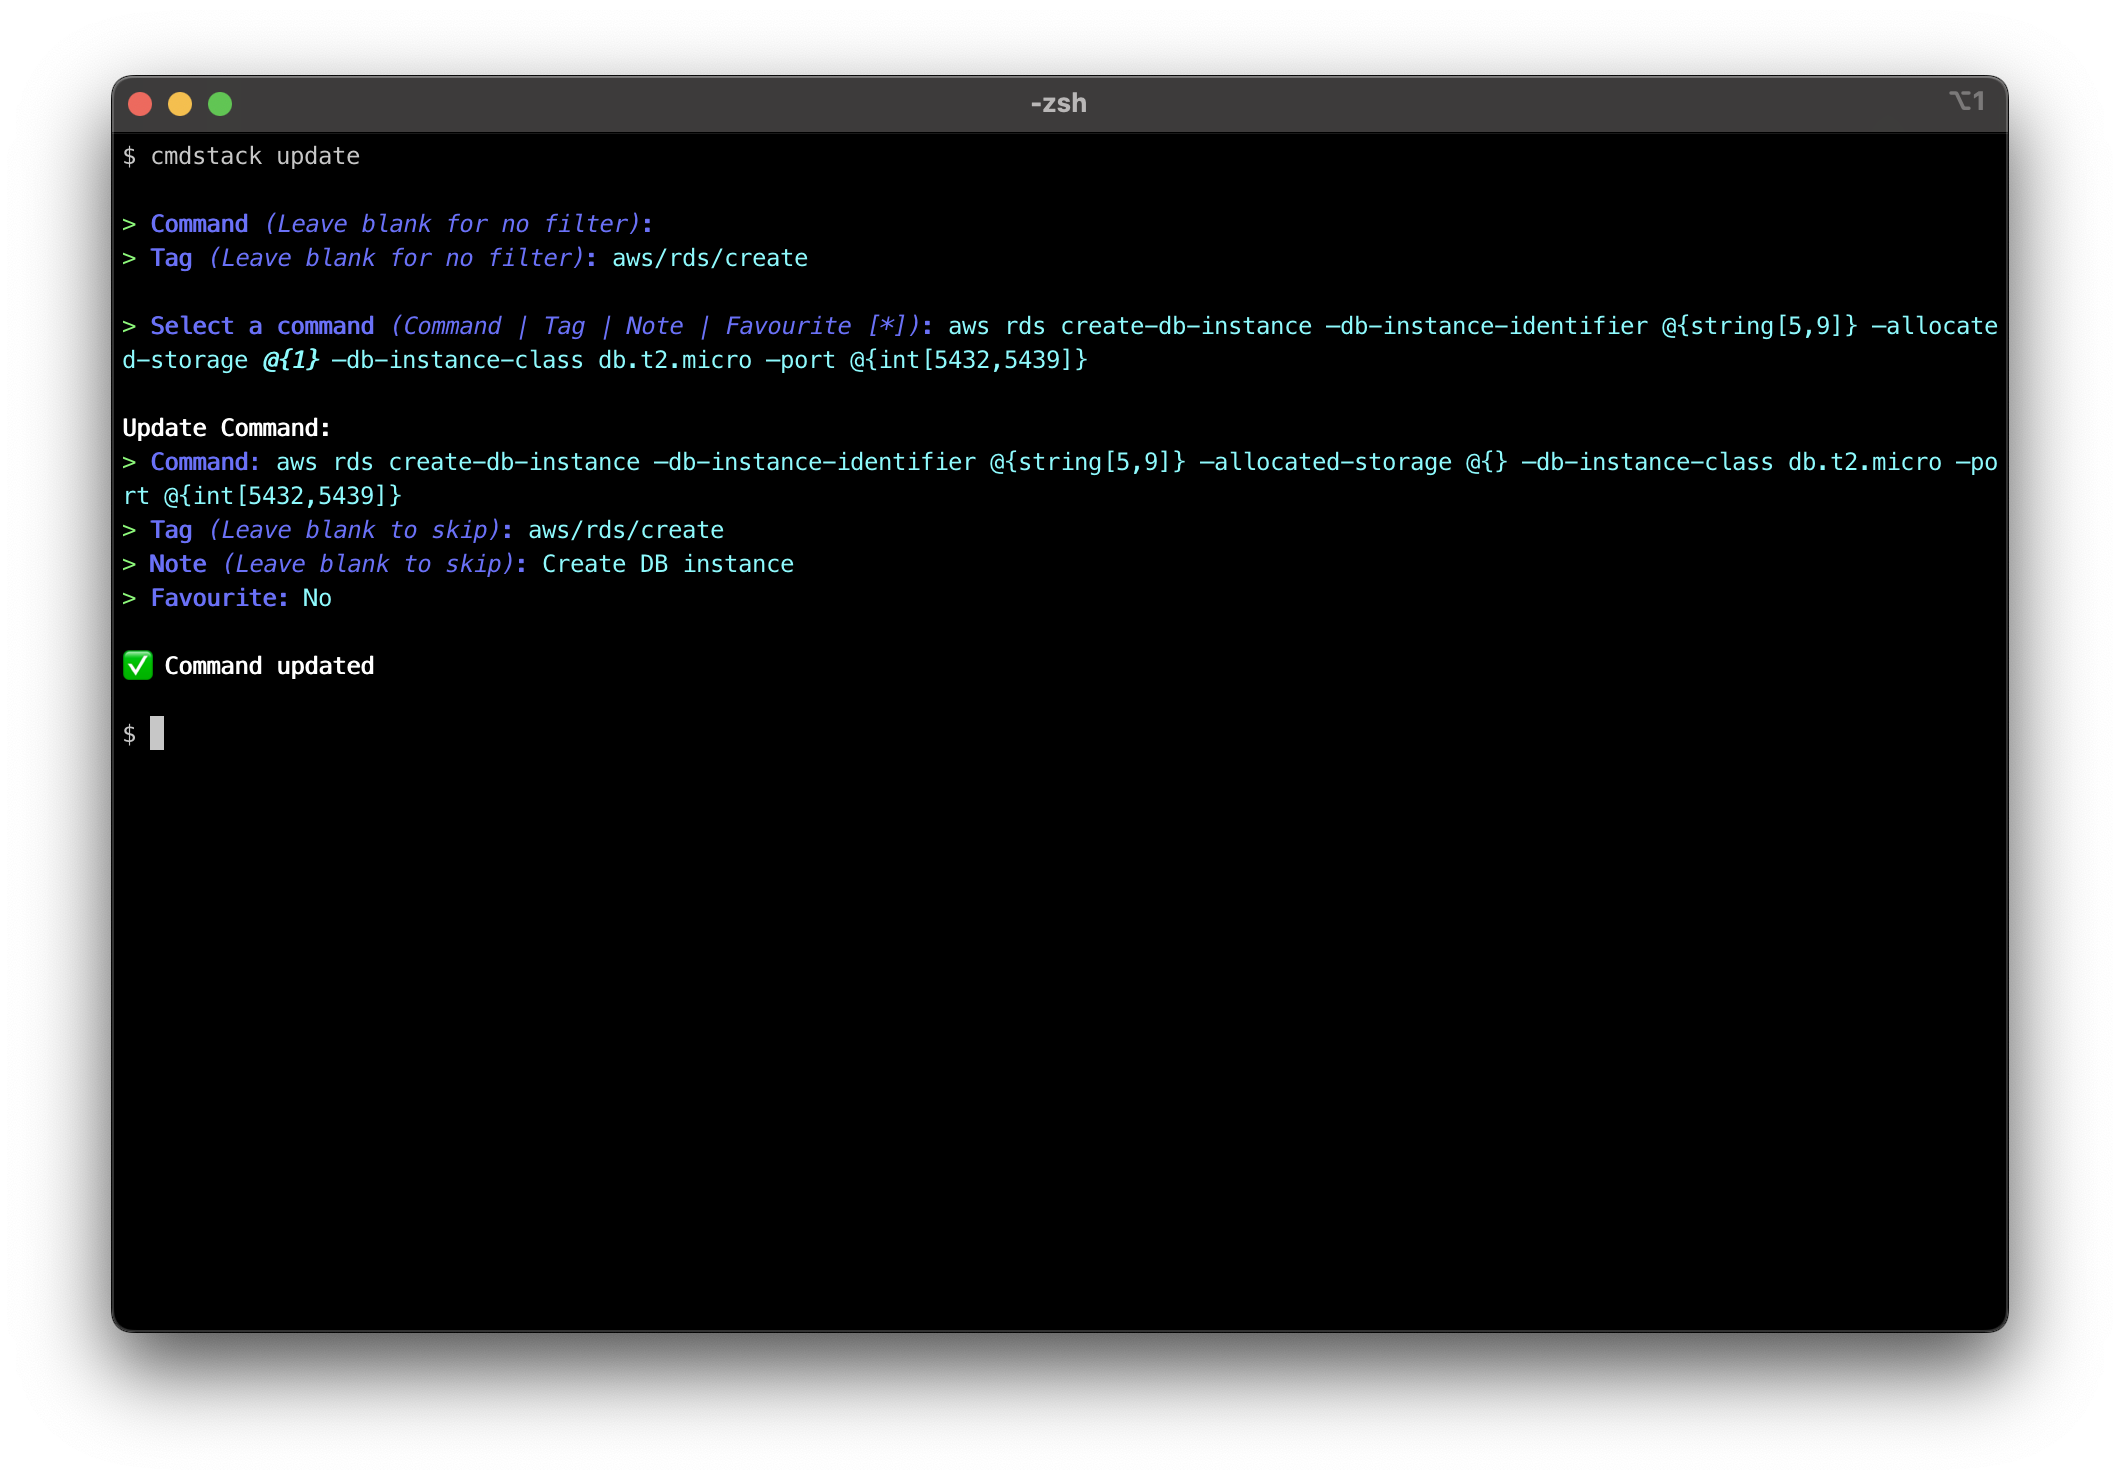 -zsh
⌥1
$ cmdstack update
> Command (Leave blank for no filter):
> Tag (Leave blank for no filter): aws/rds/create
> Select a command (Command | Tag | Note | Favourite [*]): aws rds create-db-instance —db-instance-identifier @{string[5,9]} —allocate
d-storage @{1} —db-instance-class db.t2.micro —port @{int[5432,5439]}
Update Command:
> Command: aws rds create-db-instance —db-instance-identifier @{string[5,9]} —allocated-storage @{} —db-instance-class db.t2.micro —po
rt @{int[5432,5439]}
> Tag (Leave blank to skip): aws/rds/create
> Note (Leave blank to skip): Create DB instance
> Favourite: No
✅ Command updated
$